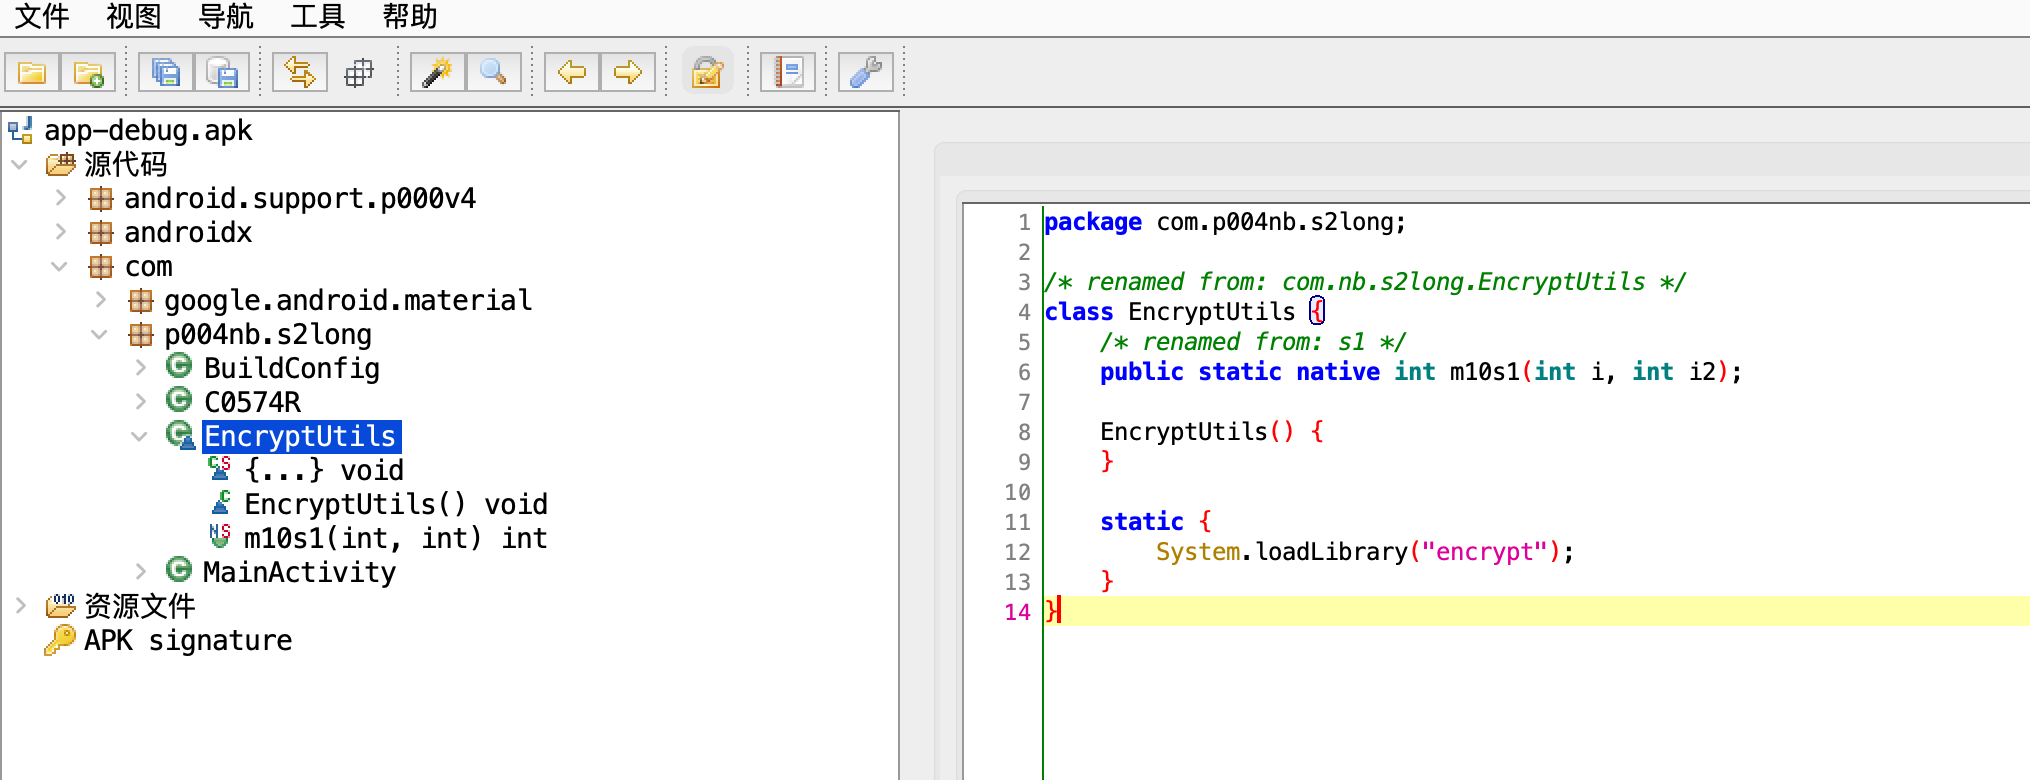 文件 视图 导航 工具 帮助
app-debug.apk
源代码
android.support.p000v4
androidx
com
google.android.material
p004nb.s2long
BuildConfig
C0574R
EncryptUtils
{...} void
EncryptUtils() void
m10s1(int, int) int
MainActivity
资源文件
APK signature
1 package com.p004nb.s2long;
2
3 /* renamed from: com.nb.s2long.EncryptUtils */
4 class EncryptUtils {
5 /* renamed from: s1 */
6 public static native int m10s1(int i, int i2);
7
8 EncryptUtils() {
9 }
10
11 static {
12 System.loadLibrary("encrypt");
13 }
14 }